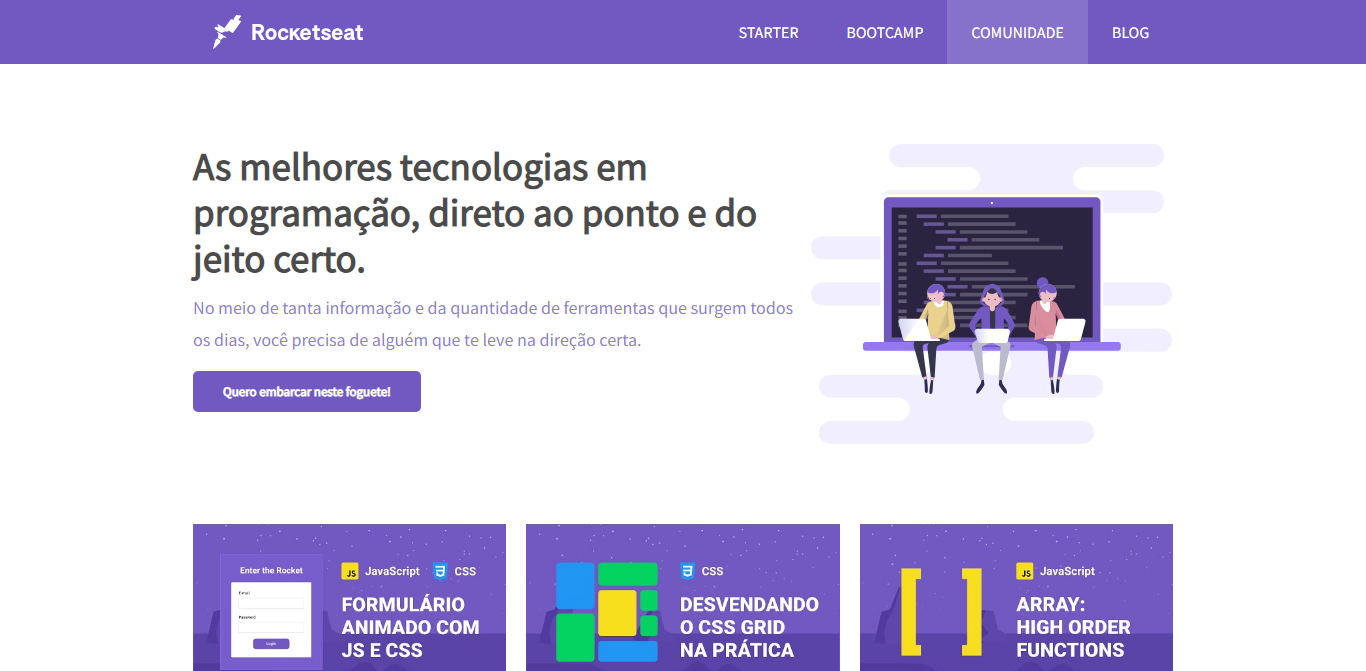 Rocketseat
STARTER
BOOTCAMP
COMUNIDADE
BLOG
As melhores tecnologias em
programação, direto ao ponto e do
jeito certo.
No meio de tanta informação e da quantidade de ferramentas que surgem todos
os dias, você precisa de alguém que te leve na direção certa.
Quero embarcar neste foguete!
Enter the Rocket
Email
Password
Login
JS JavaScript CSS
FORMULÁRIO
ANIMADO COM
JS E CSS
CSS
DESVENDANDO
O CSS GRID
NA PRÁTICA
[ ]
JS JavaScript
ARRAY:
HIGH ORDER
FUNCTIONS